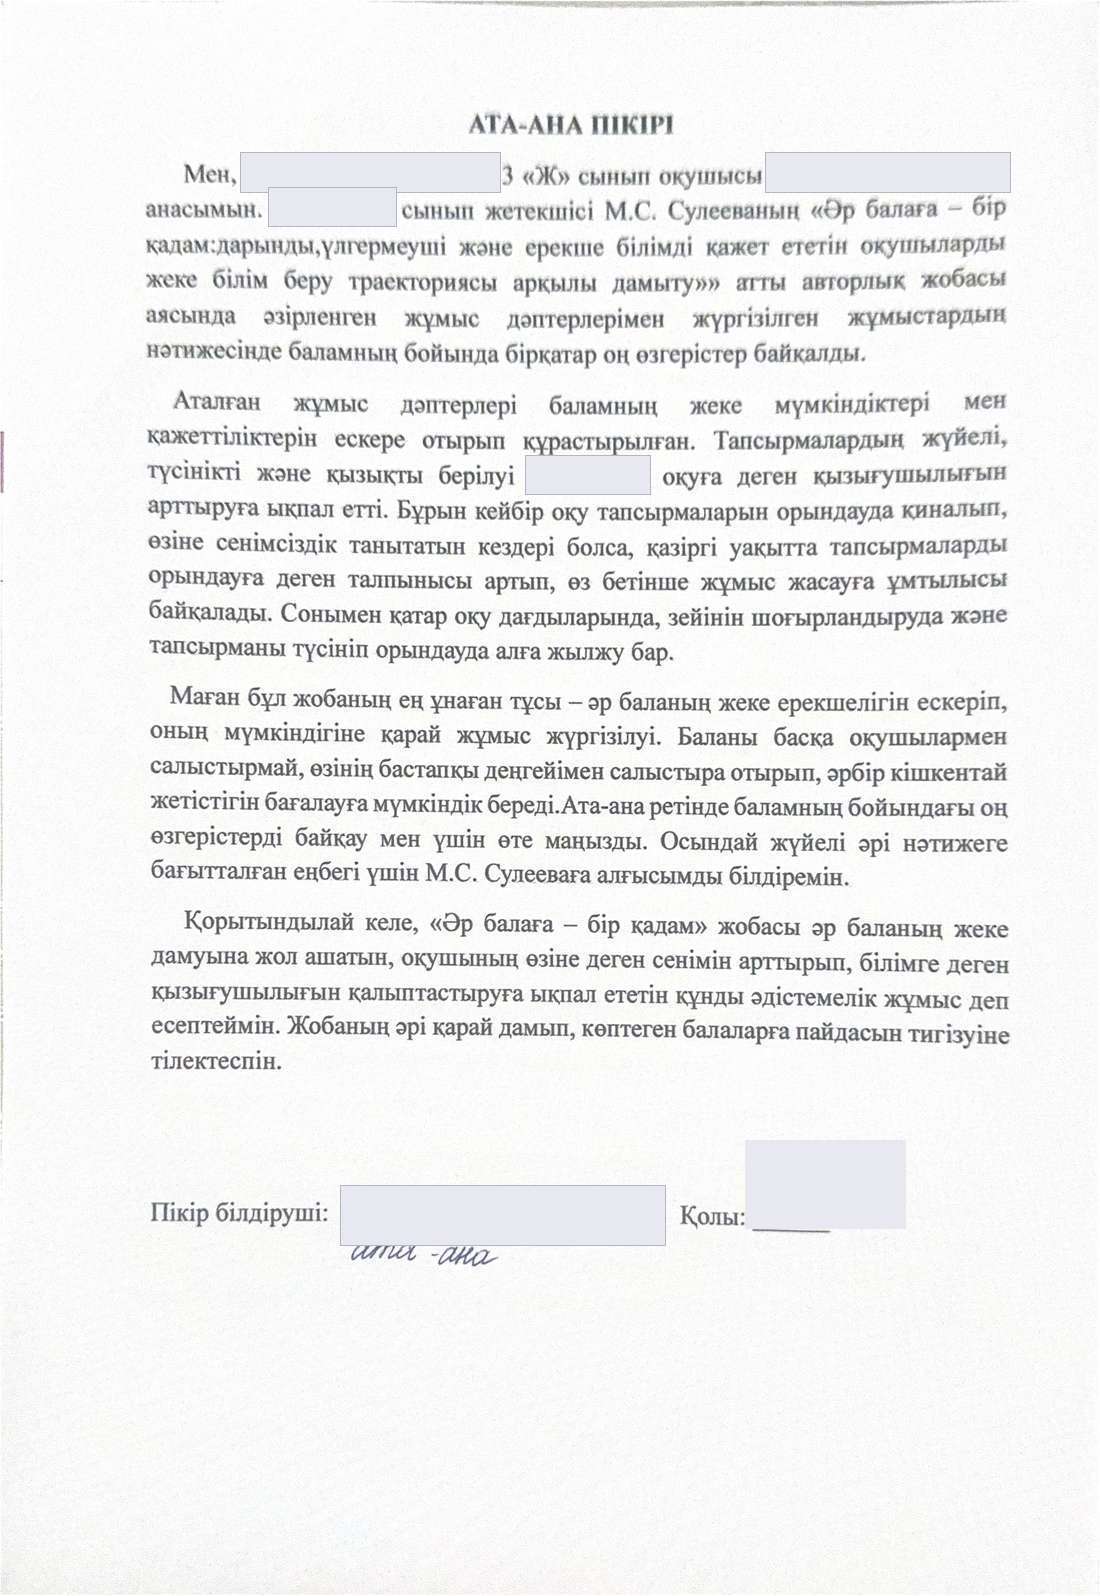 АТА-АНА ПІКІРІ
Мен, 3 «Ж» сынып оқушысы
анасымын. сынып жетекшісі М.С. Сулееваның «Әр балаға – бір
қадам:дарынды,үлгермеуші және ерекше білімді қажет ететін оқушыларды
жеке білім беру траекториясы арқылы дамыту»» атты авторлық жобасы
аясында әзірленген жұмыс дәптерлерімен жүргізілген жұмыстардың
нәтижесінде баламның бойында бірқатар оң өзгерістер байқалды.
Аталған жұмыс дәптерлері баламның жеке мүмкіндіктері мен
қажеттіліктерін ескере отырып құрастырылған. Тапсырмалардың жүйелі,
түсінікті және қызықты берілуі оқуға деген қызығушылығын
арттыруға ықпал етті. Бұрын кейбір оқу тапсырмаларын орындауда қиналып,
өзіне сенімсіздік танытатын кездері болса, қазіргі уақытта тапсырмаларды
орындауға деген талпынысы артып, өз бетінше жұмыс жасауға ұмтылысы
байқалады. Сонымен қатар оқу дағдыларында, зейінін шоғырландыруда және
тапсырманы түсініп орындауда алға жылжу бар.
Маған бұл жобаның ең ұнаған тұсы – әр баланың жеке ерекшелігін ескеріп,
оның мүмкіндігіне қарай жұмыс жүргізілуі. Баланы басқа оқушылармен
салыстырмай, өзінің бастапқы деңгейімен салыстыра отырып, әрбір кішкентай
жетістігін бағалауға мүмкіндік береді.Ата-ана ретінде баламның бойындағы оң
өзгерістерді байқау мен үшін өте маңызды. Осындай жүйелі әрі нәтижеге
бағытталған еңбегі үшін М.С. Сулееваға алғысымды білдіремін.
Қорытындылай келе, «Әр балаға – бір қадам» жобасы әр баланың жеке
дамуына жол ашатын, оқушының өзіне деген сенімін арттырып, білімге деген
қызығушылығын қалыптастыруға ықпал ететін құнды әдістемелік жұмыс деп
есептеймін. Жобаның әрі қарай дамып, көптеген балаларға пайдасын тигізуіне
тілектеспін.
Пікір білдіруші: Қолы:
ата -ана